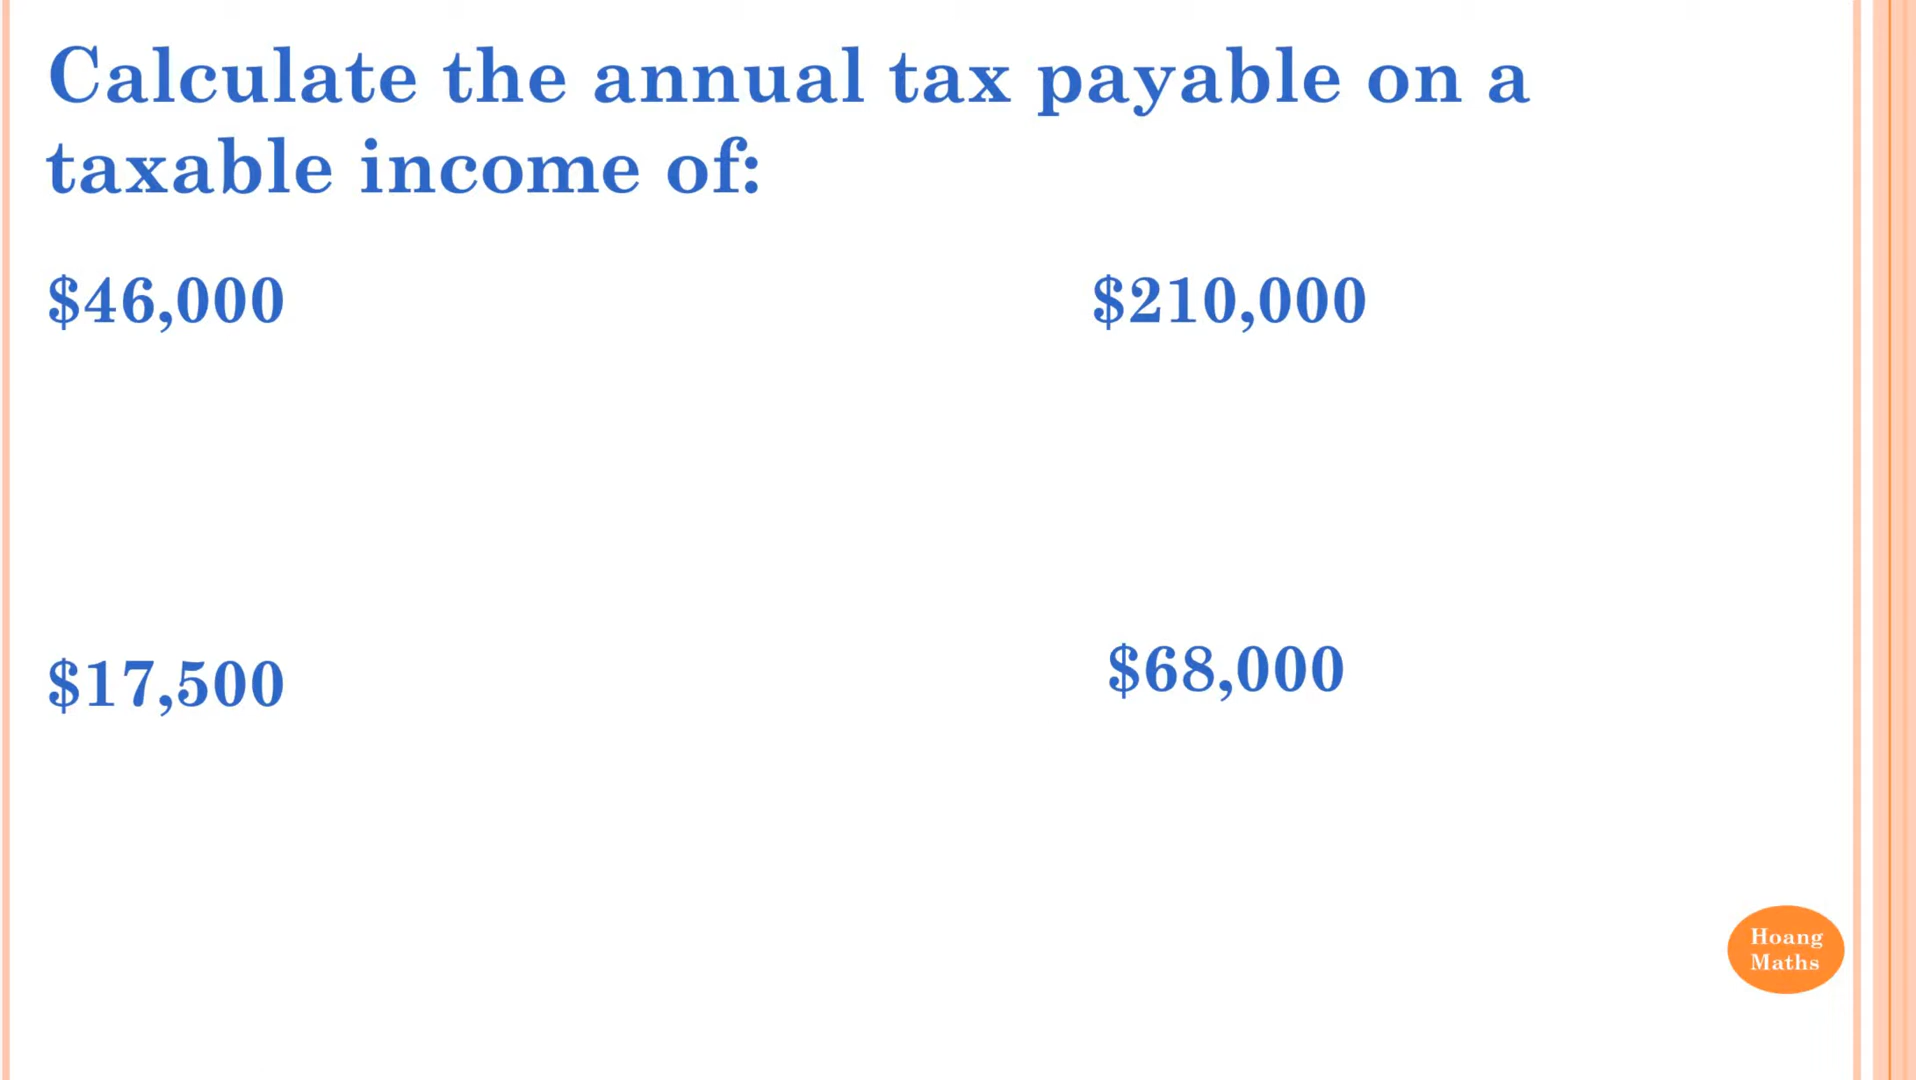 Calculate the annual tax payable on a
taxable income of:
$46,000
$210,000
$17,500
$68,000
Hoang
Maths